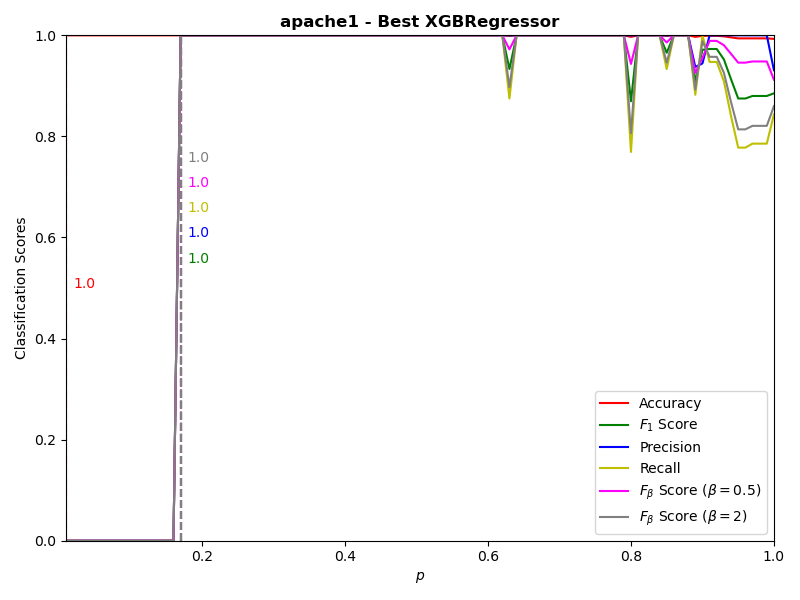 apache1 - Best XGBRegressor
Classification Scores
1.0
0.8
0.6
0.4
0.2
0.0
1.0
1.0
1.0
1.0
1.0
1.0
Accuracy
F₁ Score
Precision
Recall
Fᵦ Score (β = 0.5)
Fᵦ Score (β = 2)
0.2 0.4 0.6 0.8 1.0
p